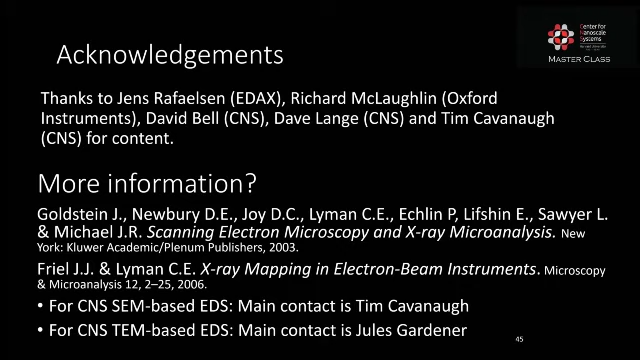 Acknowledgements
Center for
Nanoscale
Systems
Harvard University
MASTER CLASS
Thanks to Jens Rafaelsen (EDAX), Richard McLaughlin (Oxford
Instruments), David Bell (CNS), Dave Lange (CNS) and Tim Cavanaugh
(CNS) for content.
More information?
Goldstein J., Newbury D.E., Joy D.C., Lyman C.E., Echlin P, Lifshin E., Sawyer L.
& Michael J.R. Scanning Electron Microscopy and X-ray Microanalysis. New
York: Kluwer Academic/Plenum Publishers, 2003.
Friel J.J. & Lyman C.E. X-ray Mapping in Electron-Beam Instruments. Microscopy
& Microanalysis 12, 2–25, 2006.
• For CNS SEM-based EDS: Main contact is Tim Cavanaugh
• For CNS TEM-based EDS: Main contact is Jules Gardener
45